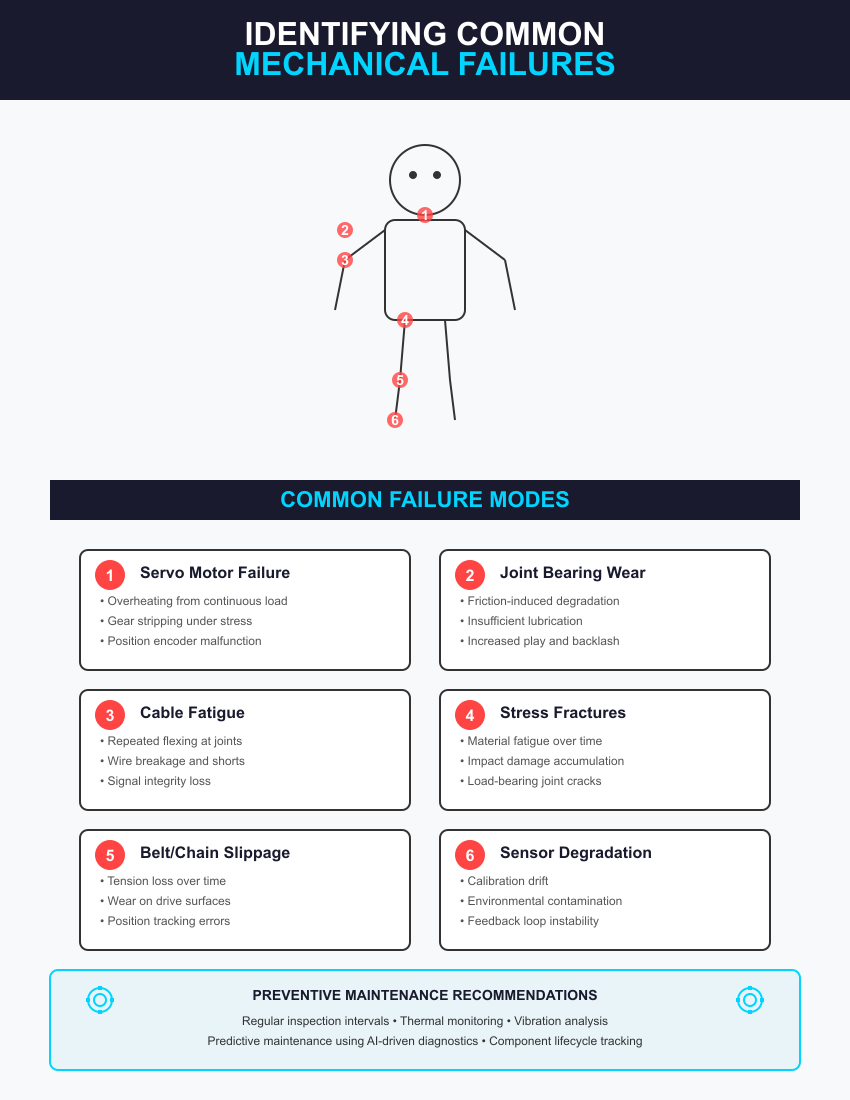 IDENTIFYING COMMON
MECHANICAL FAILURES
1
2
3
4
5
6
COMMON FAILURE MODES
1 Servo Motor Failure
• Overheating from continuous load
• Gear stripping under stress
• Position encoder malfunction
2 Joint Bearing Wear
• Friction-induced degradation
• Insufficient lubrication
• Increased play and backlash
3 Cable Fatigue
• Repeated flexing at joints
• Wire breakage and shorts
• Signal integrity loss
4 Stress Fractures
• Material fatigue over time
• Impact damage accumulation
• Load-bearing joint cracks
5 Belt/Chain Slippage
• Tension loss over time
• Wear on drive surfaces
• Position tracking errors
6 Sensor Degradation
• Calibration drift
• Environmental contamination
• Feedback loop instability
PREVENTIVE MAINTENANCE RECOMMENDATIONS
Regular inspection intervals • Thermal monitoring • Vibration analysis
Predictive maintenance using AI-driven diagnostics • Component lifecycle tracking